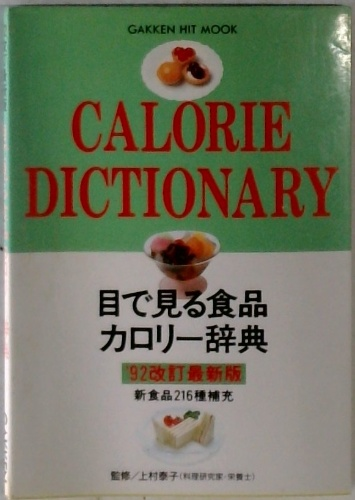 GAKKEN HIT MOOK
CALORIE
DICTIONARY
目で見る食品
カロリー辞典
'92改訂最新版
新食品216種補充
監修/上村泰子(料理研究家・栄養士)